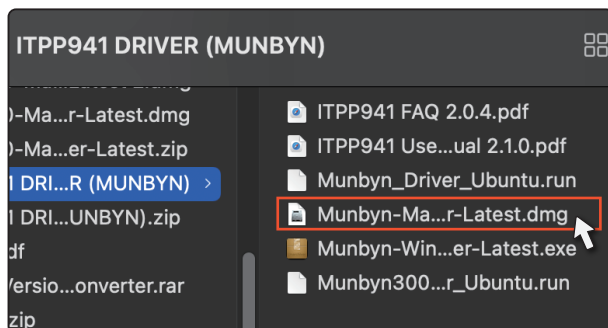 ITPP941 DRIVER (MUNBYN)
)-Ma...r-Latest.dmg
)-Ma...er-Latest.zip
1 DRI...R (MUNBYN)
1 DRI...UNBYN).zip
df
/ersio...onverter.rar
zip
ITPP941 FAQ 2.0.4.pdf
ITPP941 Use...ual 2.1.0.pdf
Munbyn_Driver_Ubuntu.run
Munbyn-Ma...r-Latest.dmg
Munbyn-Win...er-Latest.exe
Munbyn300...r_Ubuntu.run